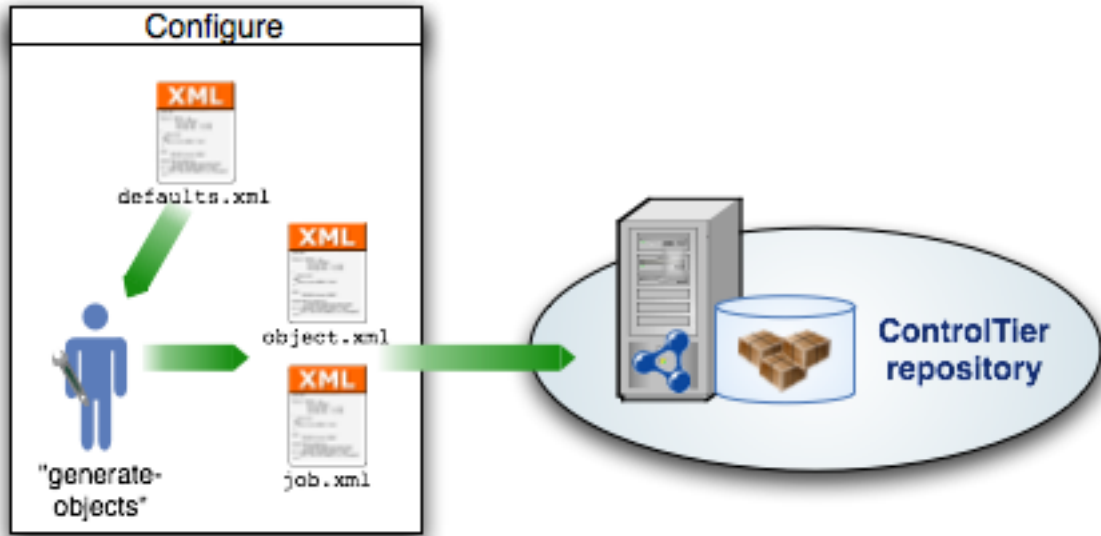 Configure
XML
defaults.xml
XML
object.xml
XML
job.xml
"generate-
objects"
ControlTier
repository